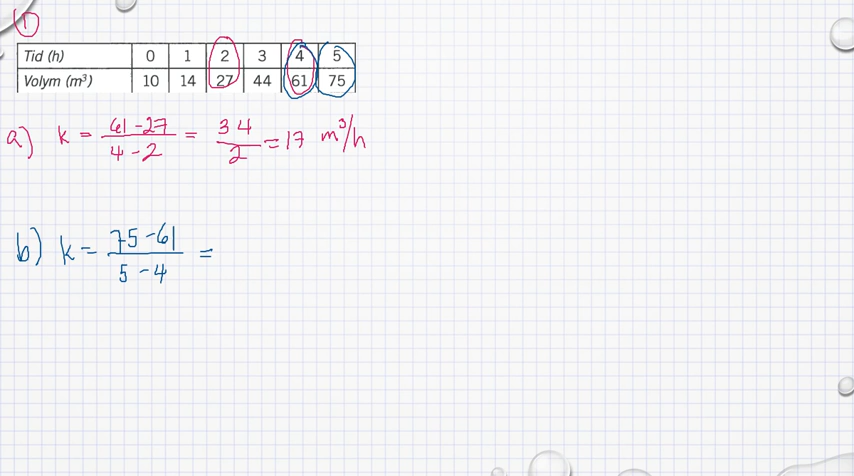 1
Tid (h) 0 1 2 3 4 5
Volym (m³) 10 14 27 44 61 75
a) k = (61 - 27)/(4 - 2) = 34/2 = 17 m³/h
b) k = (75 - 61)/(5 - 4) =